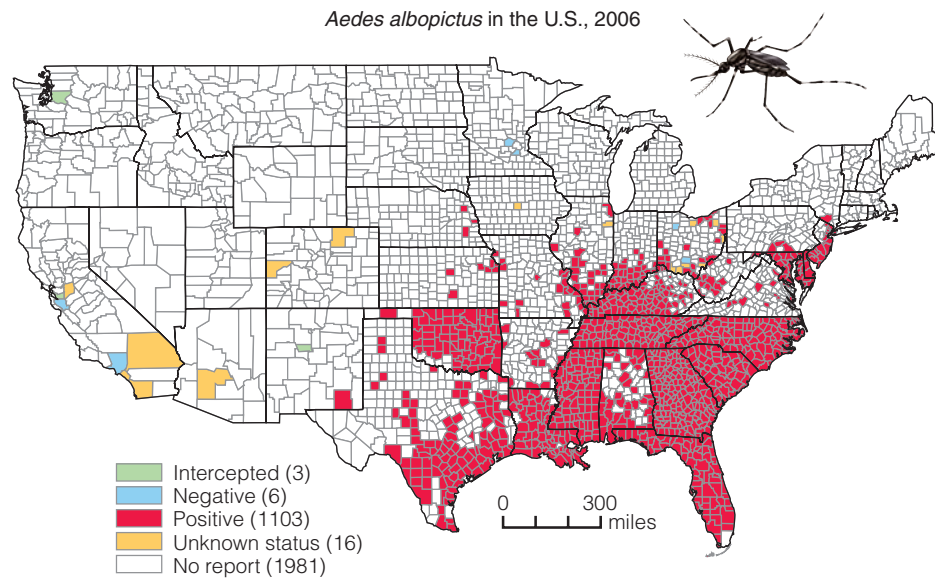 Aedes albopictus in the U.S., 2006
Intercepted (3)
Negative (6)
Positive (1103)
Unknown status (16)
No report (1981)
0 300
miles